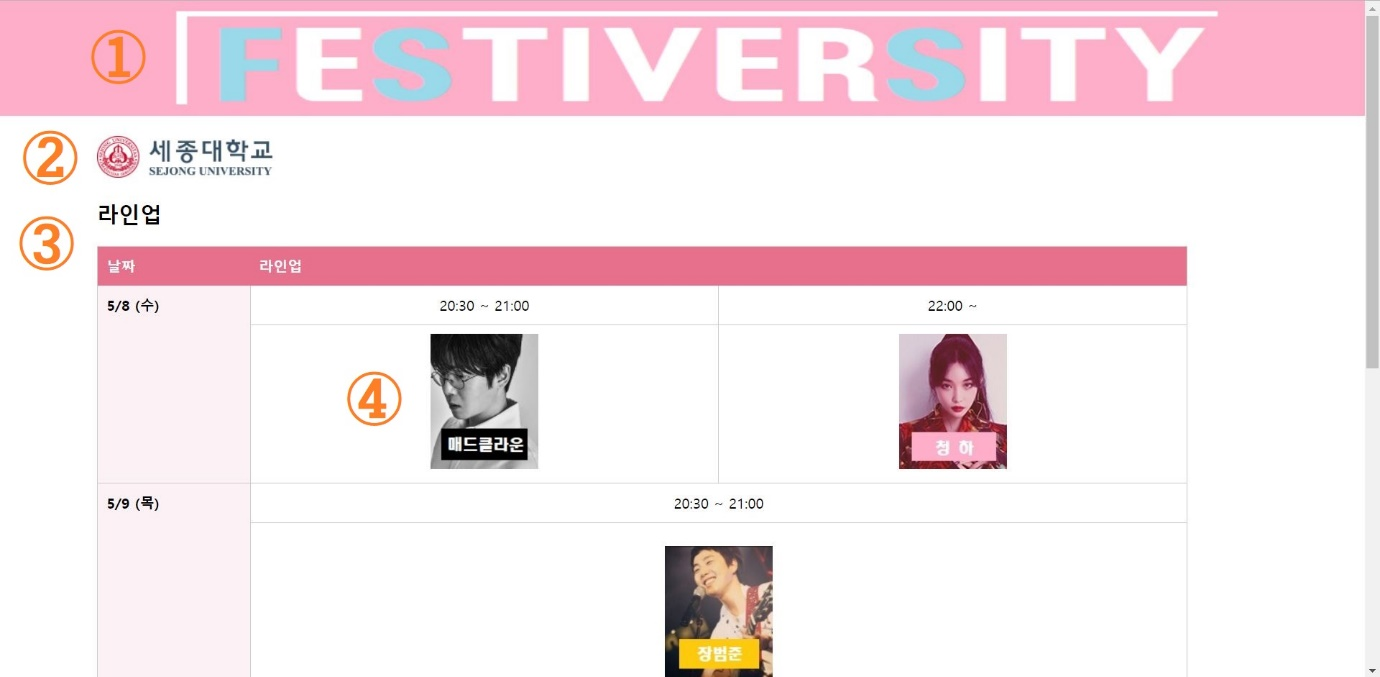 ① FESTIVERSITY
② 세종대학교
SEJONG UNIVERSITY
라인업
③
날짜 라인업
5/8 (수) 20:30 ~ 21:00 22:00 ~
④
매드클라운 청 하
5/9 (목) 20:30 ~ 21:00
장범준